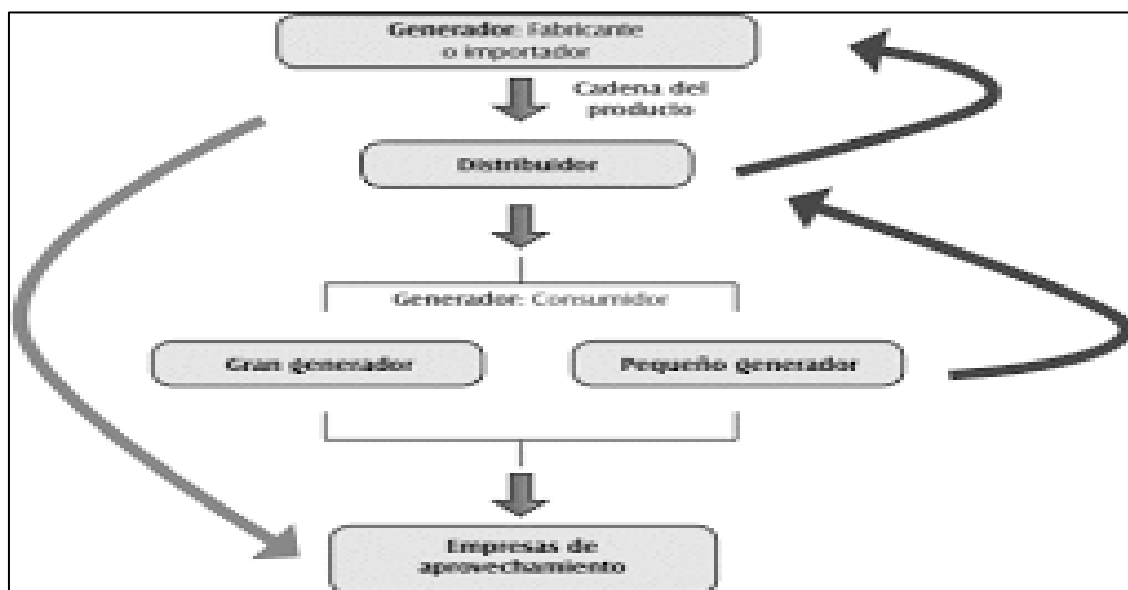 Generador: Fabricante
o importador
Cadena del
producto
Distribuidor
Generador: Consumidor
Gran generador
Pequeño generador
Empresas de
aprovechamiento